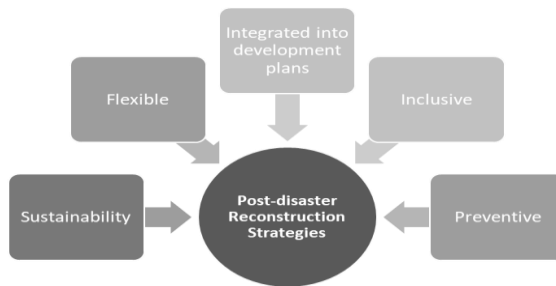 Integrated into
development
plans
Flexible
Inclusive
Sustainability
Post-disaster
Reconstruction
Strategies
Preventive